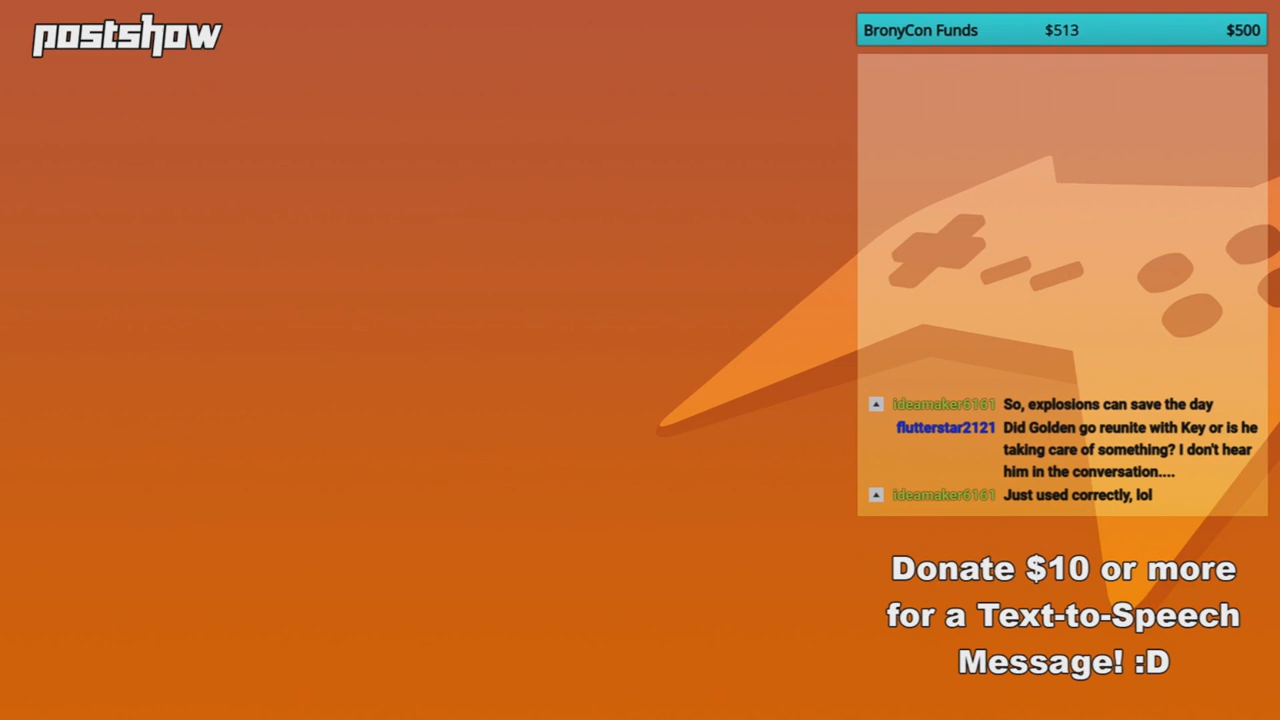 postshow
BronyCon Funds $513 $500
ideamaker6161 So, explosions can save the day
flutterstar2121 Did Golden go reunite with Key or is he
taking care of something? I don't hear
him in the conversation....
ideamaker6161 Just used correctly, lol
Donate $10 or more
for a Text-to-Speech
Message! :D